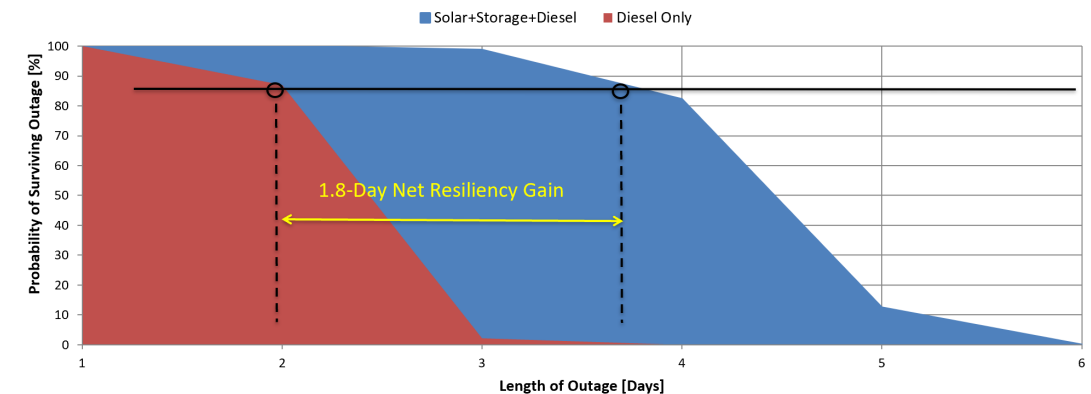 Solar+Storage+Diesel Diesel Only
Probability of Surviving Outage [%]
100
90
80
70
60
50
40
30
20
10
0
1.8-Day Net Resiliency Gain
1 2 3 4 5 6
Length of Outage [Days]